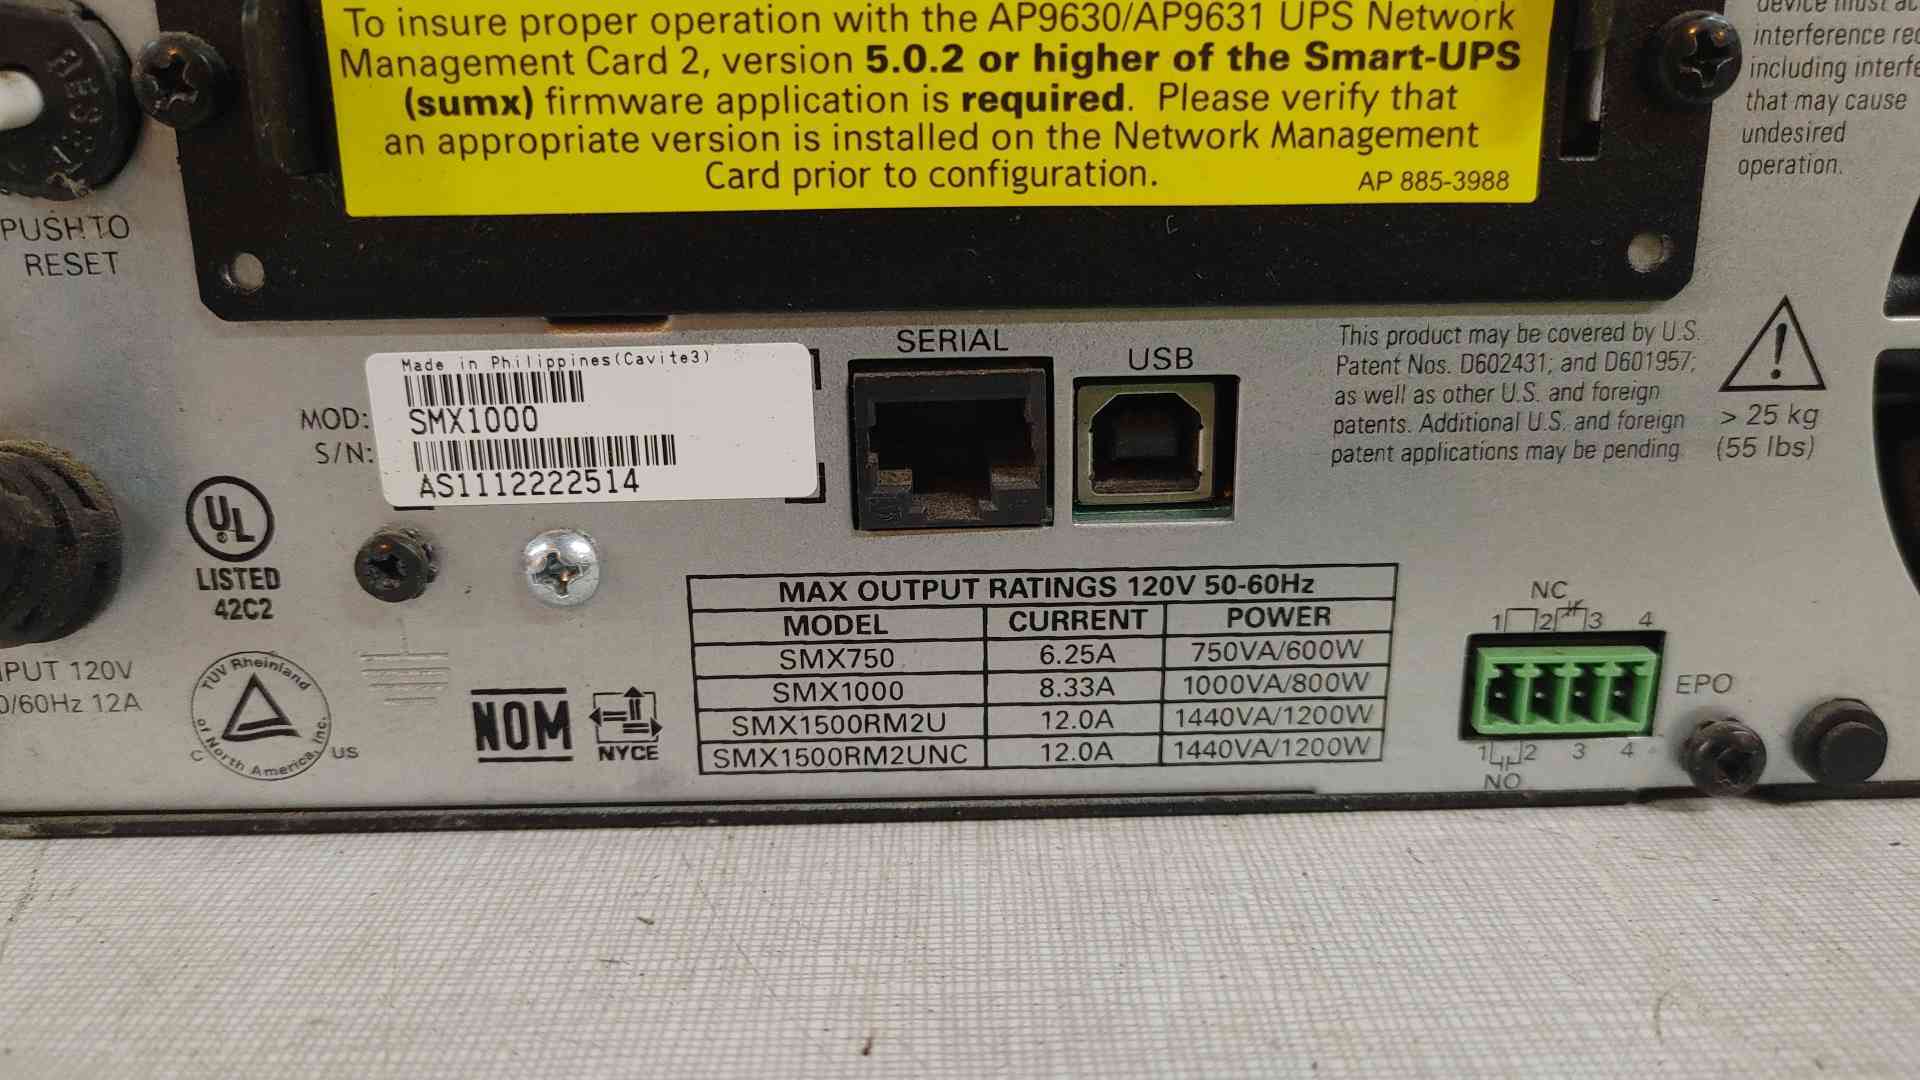 To insure proper operation with the AP9630/AP9631 UPS Network
Management Card 2, version 5.0.2 or higher of the Smart-UPS
(sumx) firmware application is required. Please verify that
an appropriate version is installed on the Network Management
Card prior to configuration.
AP 885-3988
device must
interference
including
that may cause
undesired
operation.
PUSH TO
RESET
PRESS
SERIAL
USB
Made in Philippines(Cavite3)
MOD:
SMX1000
S/N:
AS1112222514
This product may be covered by U.S.
Patent Nos. D602431; and D601957;
as well as other U.S. and foreign
patents. Additional U.S. and foreign
patent applications may be pending
> 25 kg
(55 lbs)
UL
LISTED
42C2
120V
60Hz 12A
TUV Rheinland
of North America, Inc.
C US
NOM
NYCE
MAX OUTPUT RATINGS 120V 50-60Hz
MODEL CURRENT POWER
SMX750 6.25A 750VA/600W
SMX1000 8.33A 1000VA/800W
SMX1500RM2U 12.0A 1440VA/1200W
SMX1500RM2UNC 12.0A 1440VA/1200W
NC
1 2 3 4
EPO
1 2 3 4
NO